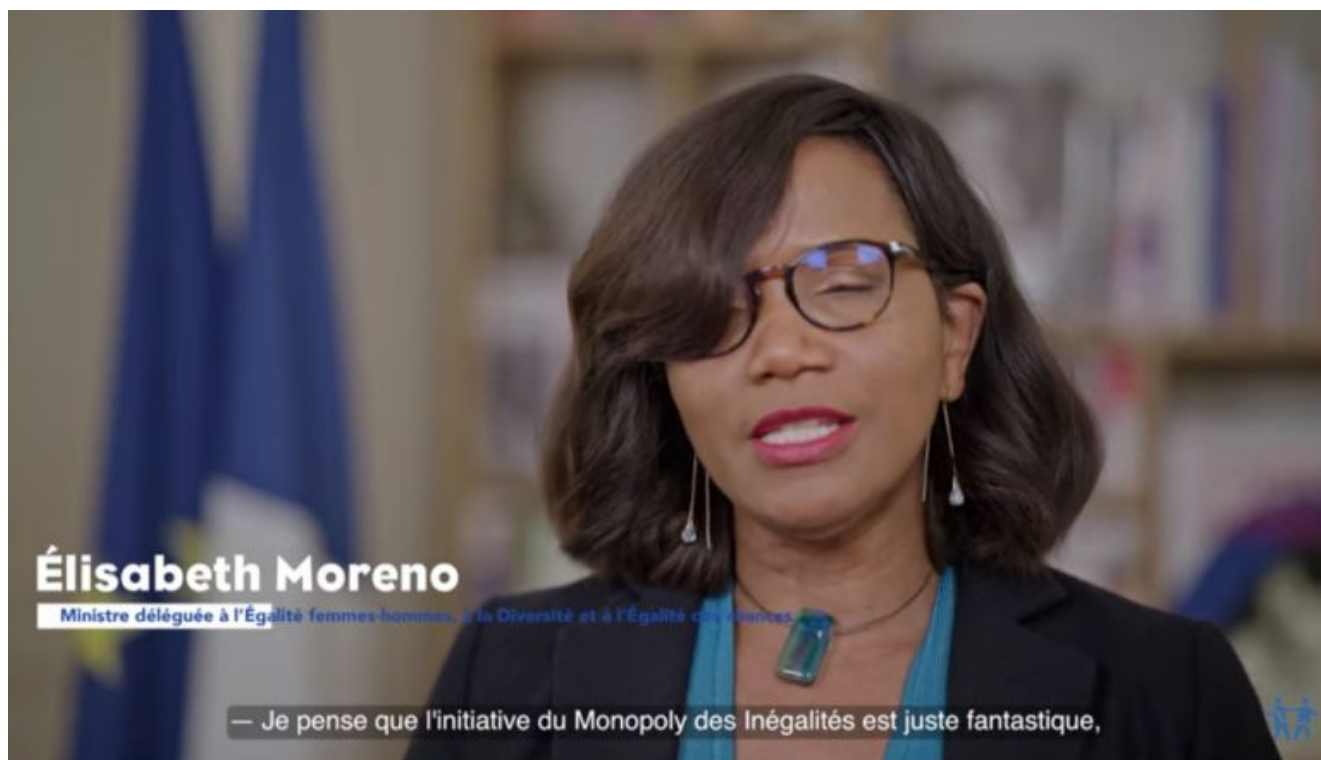 Élisabeth Moreno
Ministre déléguée à l'Égalité femmes-hommes, à la Diversité et à l'Égalité des chances
— Je pense que l'initiative du Monopoly des Inégalités est juste fantastique,